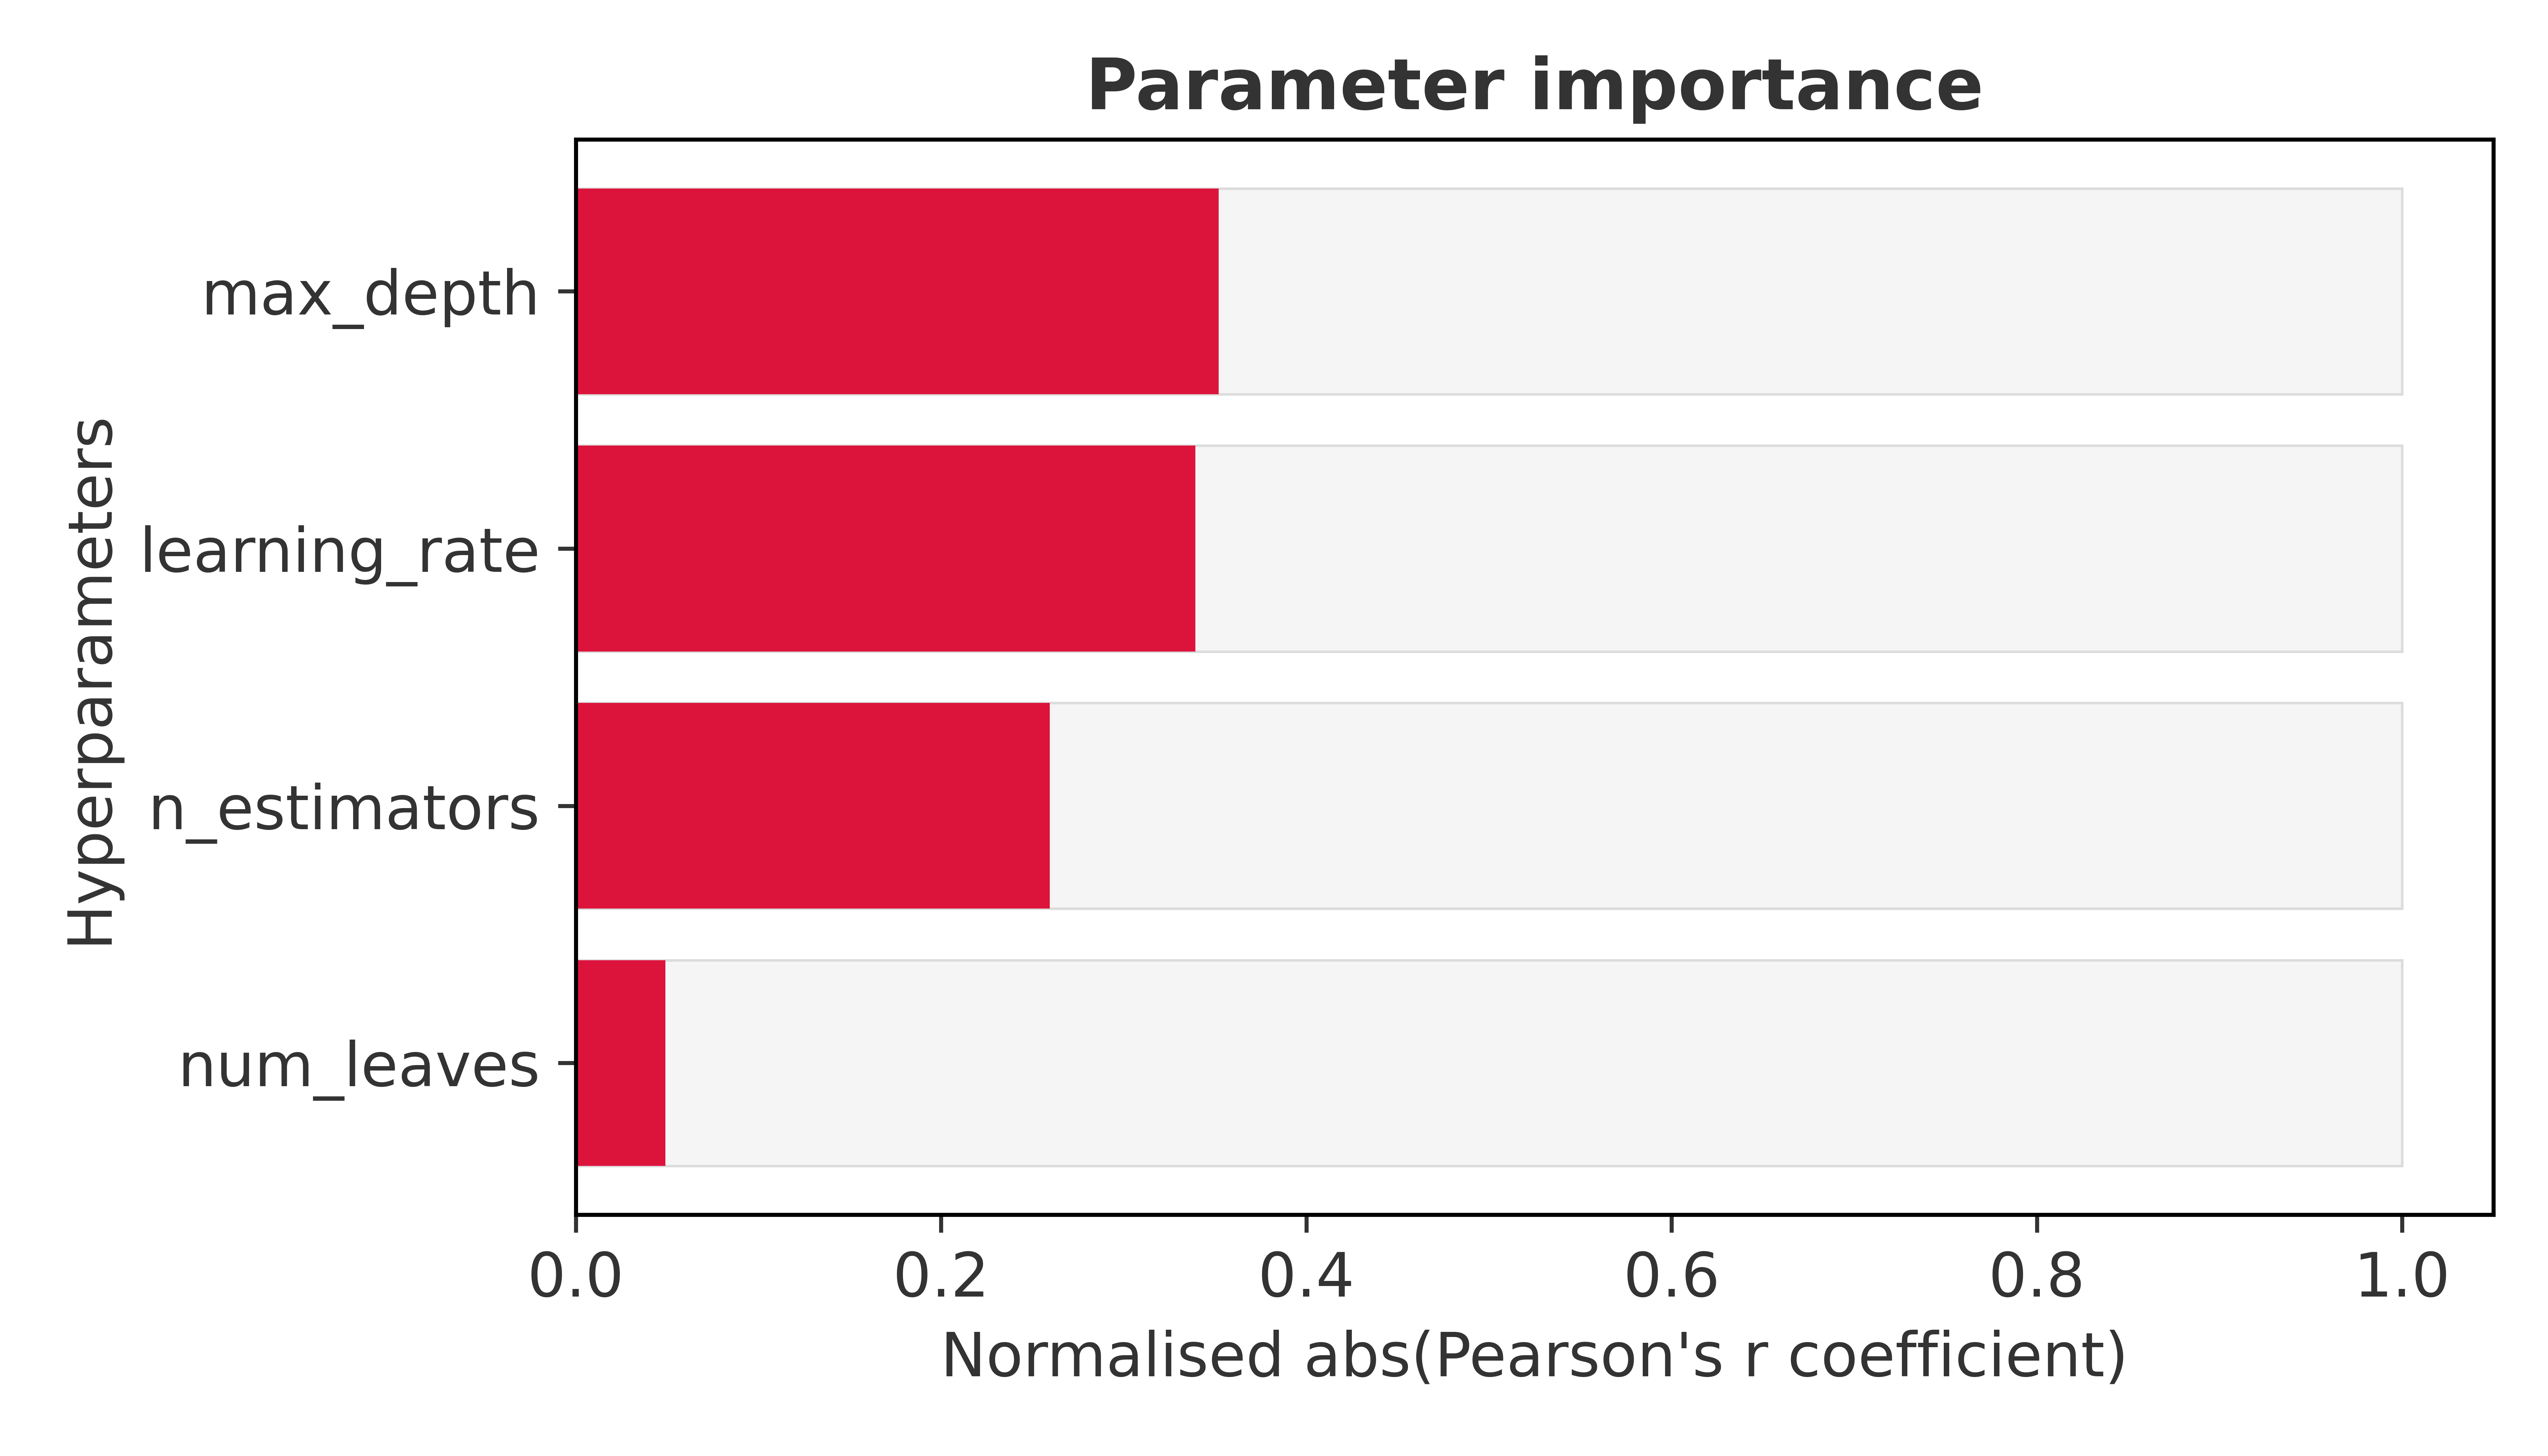 Parameter importance
Hyperparameters
max_depth
learning_rate
n_estimators
num_leaves
0.0 0.2 0.4 0.6 0.8 1.0
Normalised abs(Pearson's r coefficient)